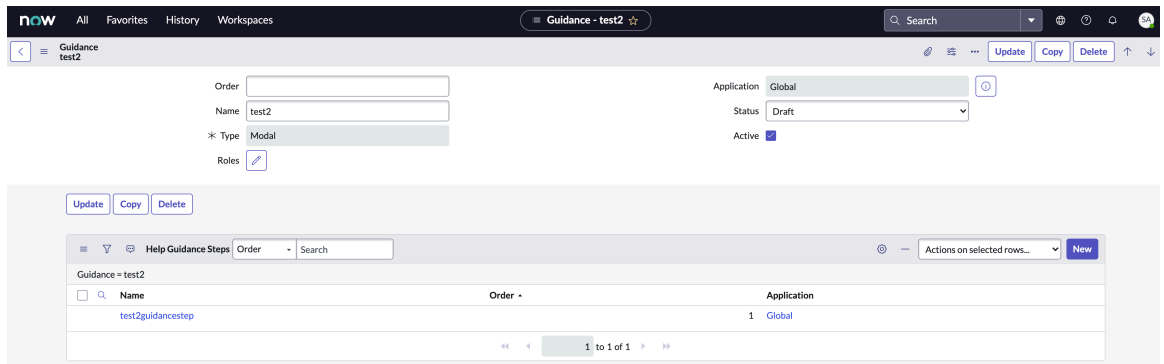 now All Favorites History Workspaces Guidance - test2 Search SA
Guidance
test2
Update Copy Delete
Order
Application Global
Name test2
Status Draft
* Type Modal
Active
Roles
Update Copy Delete
Help Guidance Steps Order Search Actions on selected rows... New
Guidance = test2
Name Order Application
test2guidancestep 1 Global
1 to 1 of 1